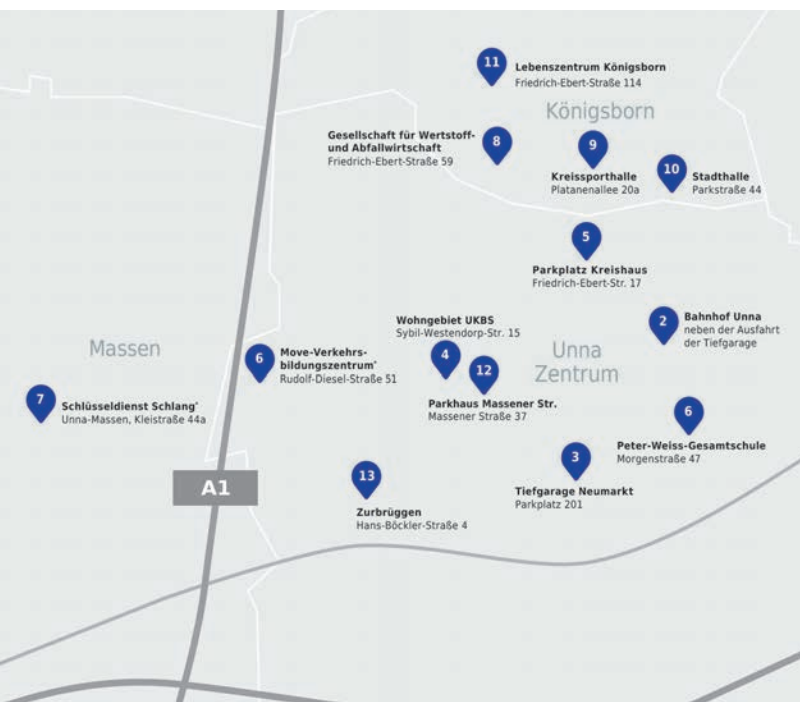 11
Lebenszentrum Königsborn
Friedrich-Ebert-Straße 114
Königsborn
8
Gesellschaft für Wertstoff-
und Abfallwirtschaft
Friedrich-Ebert-Straße 59
9
Kreissporthalle
Platanenallee 20a
10
Stadthalle
Parkstraße 44
5
Parkplatz Kreishaus
Friedrich-Ebert-Str. 17
2
Bahnhof Unna
neben der Ausfahrt
der Tiefgarage
Wohngebiet UKBS
Sybil-Westendorp-Str. 15
4
12
Parkhaus Massener Str.
Massener Straße 37
Unna
Zentrum
Massen
6
Move-Verkehrs-
bildungszentrum*
Rudolf-Diesel-Straße 51
7
Schlüsseldienst Schlang*
Unna-Massen, Kleistraße 44a
6
Peter-Weiss-Gesamtschule
Morgenstraße 47
3
Tiefgarage Neumarkt
Parkplatz 201
13
Zurbrüggen
Hans-Böckler-Straße 4
A1